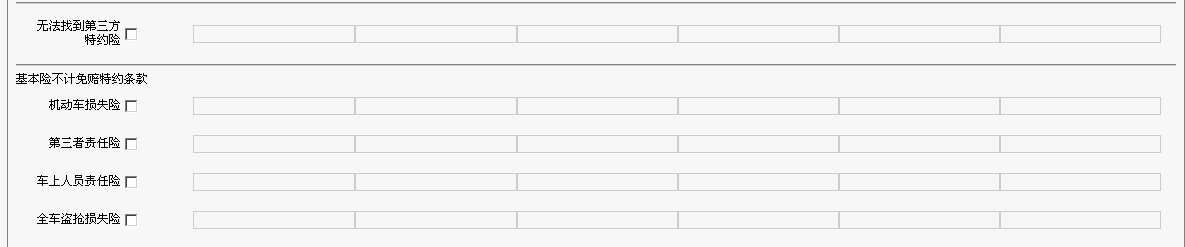 无法找到第三方
特约险
基本险不计免赔特约条款
机动车损失险
第三者责任险
车上人员责任险
全车盗抢损失险